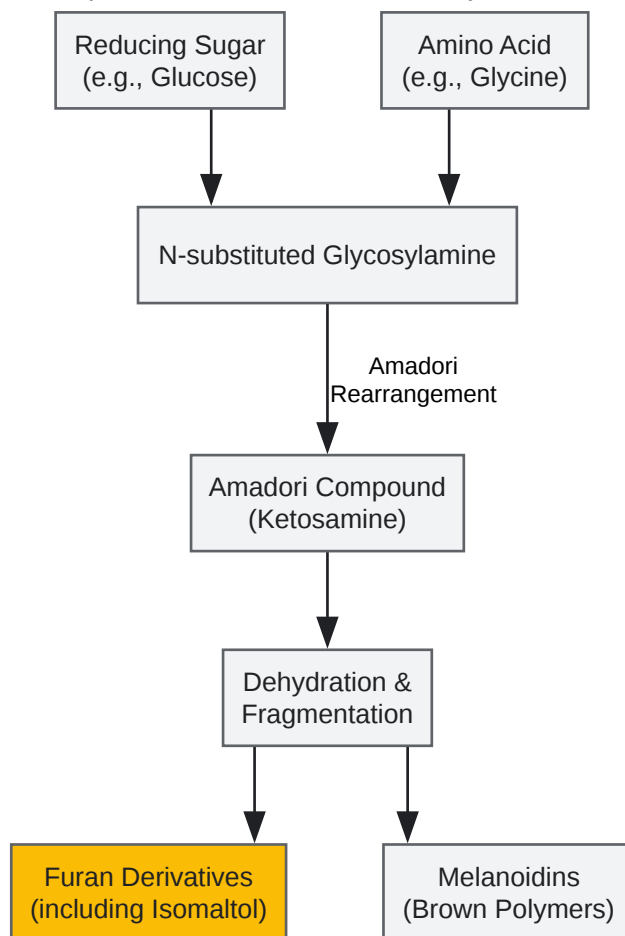 Reducing Sugar
(e.g., Glucose)
Amino Acid
(e.g., Glycine)
N-substituted Glycosylamine
Amadori
Rearrangement
Amadori Compound
(Ketosamine)
Dehydration &
Fragmentation
Furan Derivatives
(including Isomaltol)
Melanoidins
(Brown Polymers)